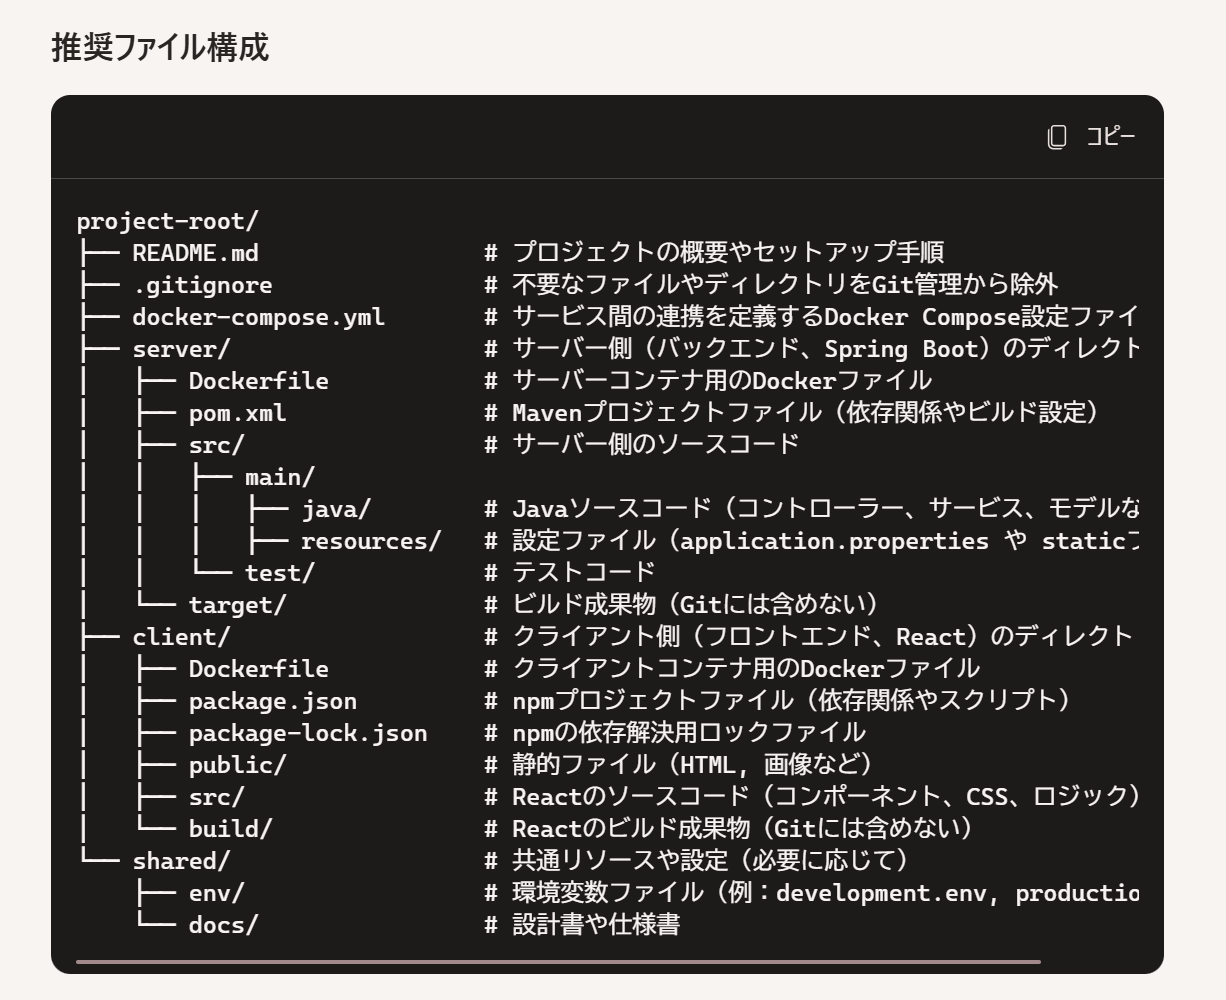 推奨ファイル構成
コピー
project-root/
├── README.md                # プロジェクトの概要やセットアップ手順
├── .gitignore               # 不要なファイルやディレクトリをGit管理から除外
├── docker-compose.yml       # サービス間の連携を定義するDocker Compose設定ファイ
├── server/                  # サーバー側（バックエンド、Spring Boot）のディレクト
│   ├── Dockerfile           # サーバーコンテナ用のDockerファイル
│   ├── pom.xml              # Mavenプロジェクトファイル（依存関係やビルド設定）
│   ├── src/                 # サーバー側のソースコード
│   │   ├── main/
│   │   │   ├── java/        # Javaソースコード（コントローラー、サービス、モデルな
│   │   │   ├── resources/   # 設定ファイル（application.properties や static
│   │   └── test/            # テストコード
│   └── target/              # ビルド成果物（Gitには含めない）
├── client/                  # クライアント側（フロントエンド、React）のディレクト
│   ├── Dockerfile           # クライアントコンテナ用のDockerファイル
│   ├── package.json         # npmプロジェクトファイル（依存関係やスクリプト）
│   ├── package-lock.json    # npmの依存解決用ロックファイル
│   ├── public/              # 静的ファイル（HTML, 画像など）
│   ├── src/                 # Reactのソースコード（コンポーネント、CSS、ロジック）
│   └── build/               # Reactのビルド成果物（Gitには含めない）
└── shared/                  # 共通リソースや設定（必要に応じて）
    ├── env/                 # 環境変数ファイル（例：development.env, productio
    └── docs/                # 設計書や仕様書